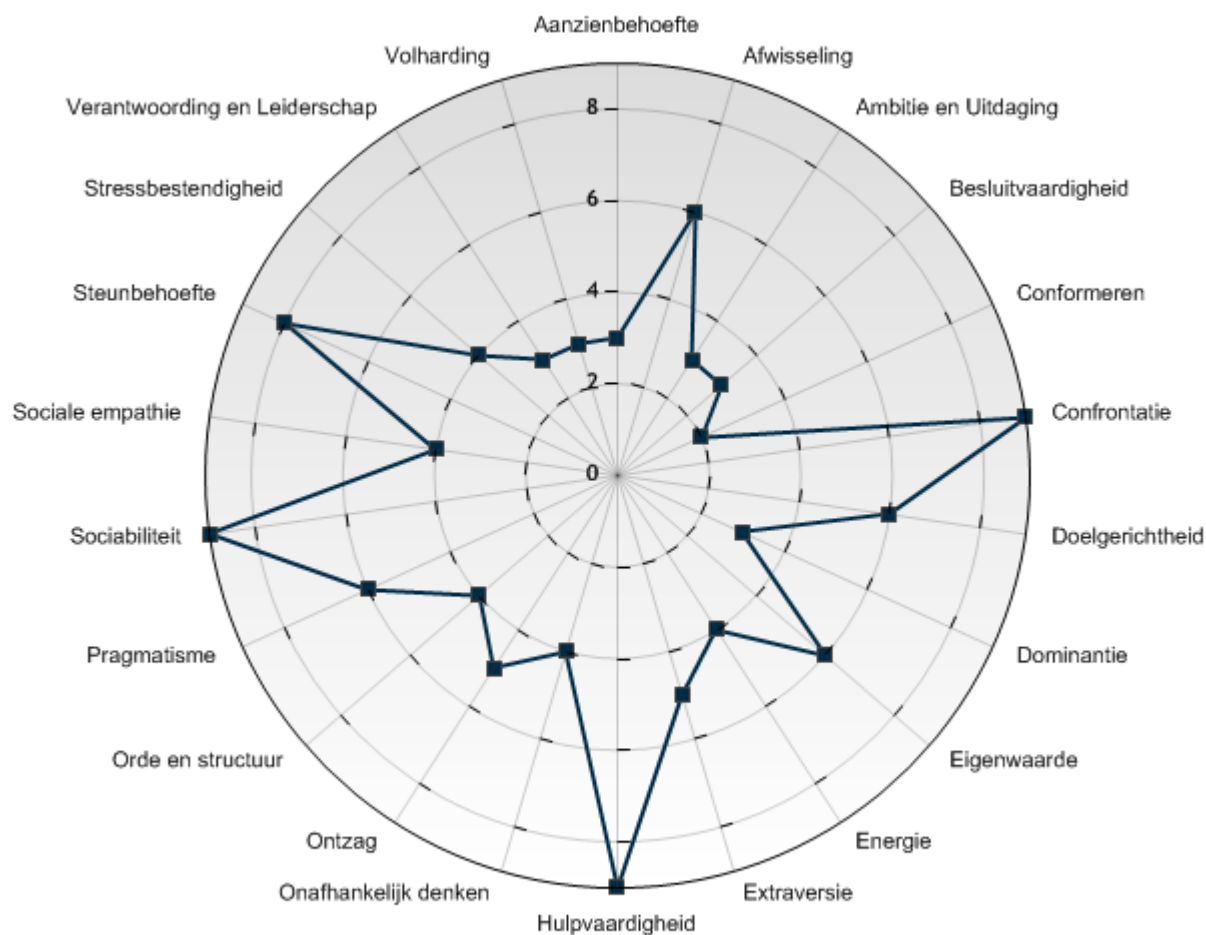 Aanzienbehoefte
Volharding
Afwisseling
Verantwoording en Leiderschap
8
Ambitie en Uitdaging
Stressbestendigheid
6
Besluitvaardigheid
Steunbehoefte
4
Conformeren
2
Sociale empathie
Confrontatie
0
Sociabiliteit
Doelgerichtheid
Pragmatisme
Dominantie
Orde en structuur
Eigenwaarde
Ontzag
Energie
Onafhankelijk denken
Extraversie
Hulpvaardigheid